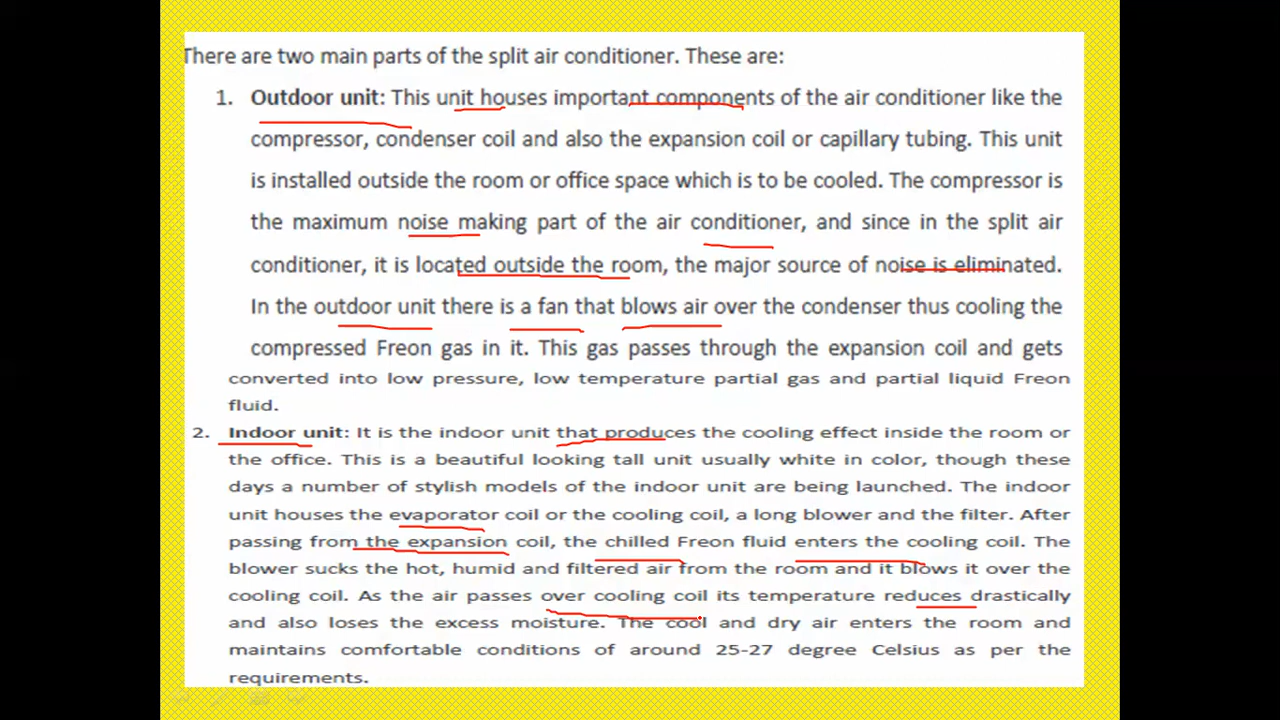 There are two main parts of the split air conditioner. These are:
1. Outdoor unit: This unit houses important components of the air conditioner like the
compressor, condenser coil and also the expansion coil or capillary tubing. This unit
is installed outside the room or office space which is to be cooled. The compressor is
the maximum noise making part of the air conditioner, and since in the split air
conditioner, it is located outside the room, the major source of noise is eliminated.
In the outdoor unit there is a fan that blows air over the condenser thus cooling the
compressed Freon gas in it. This gas passes through the expansion coil and gets
converted into low pressure, low temperature partial gas and partial liquid Freon
fluid.
2. Indoor unit: It is the indoor unit that produces the cooling effect inside the room or
the office. This is a beautiful looking tall unit usually white in color, though these
days a number of stylish models of the indoor unit are being launched. The indoor
unit houses the evaporator coil or the cooling coil, a long blower and the filter. After
passing from the expansion coil, the chilled Freon fluid enters the cooling coil. The
blower sucks the hot, humid and filtered air from the room and it blows it over the
cooling coil. As the air passes over cooling coil its temperature reduces drastically
and also loses the excess moisture. The cool and dry air enters the room and
maintains comfortable conditions of around 25-27 degree Celsius as per the
requirements.